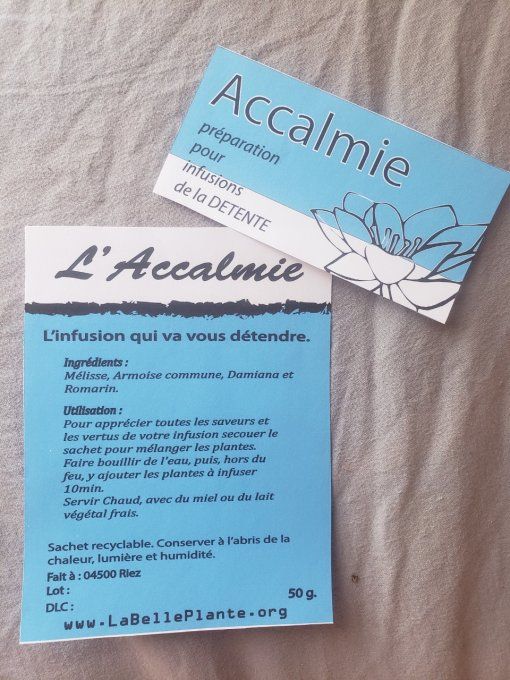 Accalmie
préparation
pour
infusions
de la DETENTE
L'Accalmie
L'infusion qui va vous détendre.
Ingrédients :
Mélisse, Armoise commune, Damiana et
Romarin.
Utilisation :
Pour apprécier toutes les saveurs et
les vertus de votre infusion secouer le
sachet pour mélanger les plantes.
Faire bouillir de l'eau, puis, hors du
feu, y ajouter les plantes à infuser
10min.
Servir Chaud, avec du miel ou du lait
végétal frais.
Sachet recyclable. Conserver à l'abris de la
chaleur, lumière et humidité.
Fait à : 04500 Riez
Lot :
DLC :
50 g.
www.LaBellePlante.org